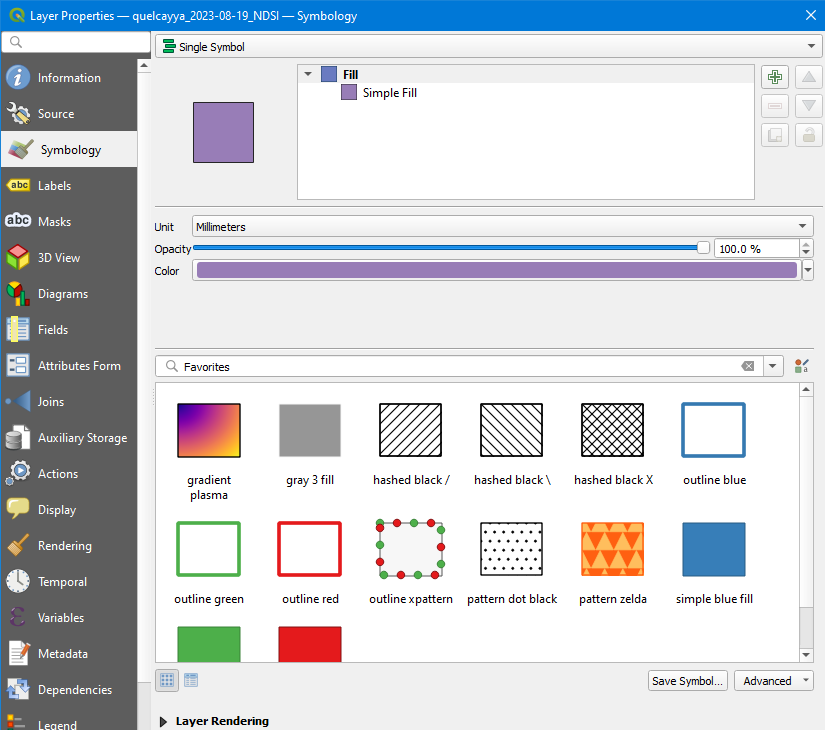 Layer Properties — quelcayya_2023-08-19_NDSI — Symbology
Single Symbol
Information
Source
Symbology
Labels
abc
Masks
abc
3D View
Diagrams
Fields
Attributes Form
Joins
Auxiliary Storage
Actions
Display
Rendering
Temporal
Variables
Metadata
Dependencies
Legend
Fill
Simple Fill
Unit
Millimeters
Opacity
100.0 %
Color
Favorites
gradient plasma
gray 3 fill
hashed black /
hashed black \
hashed black X
outline blue
outline green
outline red
outline xpattern
pattern dot black
pattern zelda
simple blue fill
Save Symbol...
Advanced
Layer Rendering